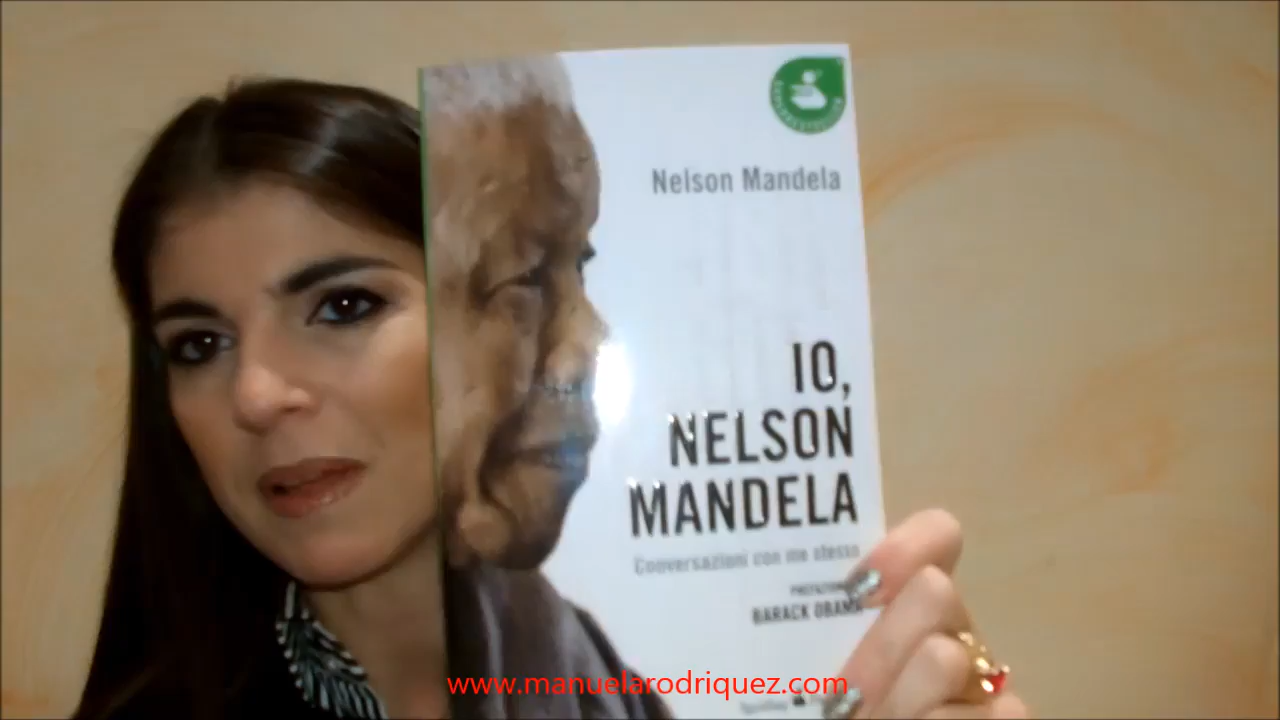 Nelson Mandela
IO,
NELSON
MANDELA
Conversazioni con me stesso
BARACK OBAMA
www.manuelarodriquez.com